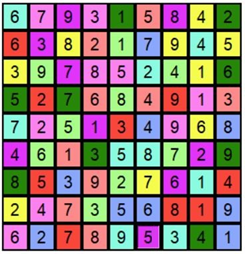 6 7 9 3 1 5 8 4 2
6 3 8 2 1 7 9 4 5
3 9 7 8 5 2 4 1 6
5 2 7 6 8 4 9 1 3
7 2 5 1 3 4 9 6 8
4 6 1 3 5 8 7 2 9
8 5 3 9 2 7 6 1 4
2 4 7 3 5 6 8 1 9
6 2 7 8 9 5 3 4 1